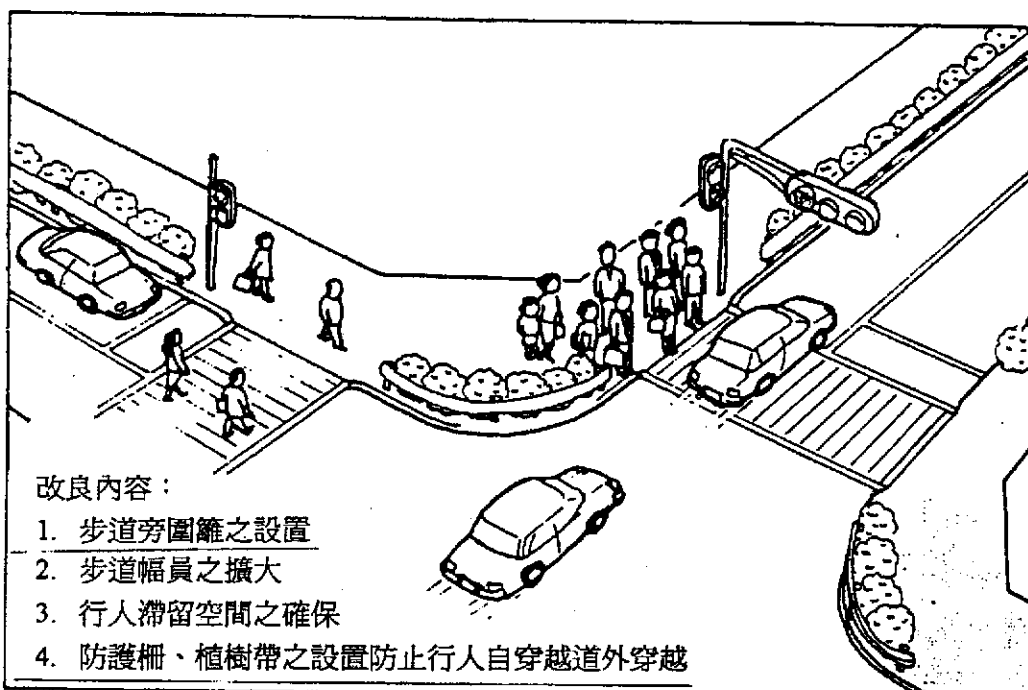 改良內容：
1. 步道旁圍籬之設置
2. 步道幅員之擴大
3. 行人滯留空間之確保
4. 防護柵、植樹帶之設置防止行人自穿越道外穿越